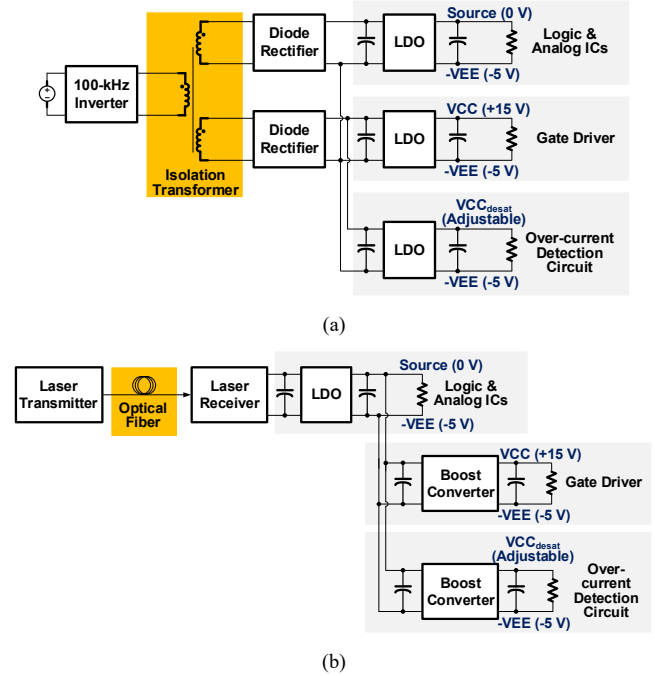 100-kHz
Inverter
Isolation
Transformer
Diode
Rectifier
LDO
Source (0 V)
-VEE (-5 V)
Logic &
Analog ICs
Diode
Rectifier
LDO
VCC (+15 V)
-VEE (-5 V)
Gate Driver
LDO
VCCdesat
(Adjustable)
-VEE (-5 V)
Over-current
Detection
Circuit
(a)
Laser
Transmitter
Optical
Fiber
Laser
Receiver
LDO
Source (0 V)
-VEE (-5 V)
Logic &
Analog ICs
Boost
Converter
VCC (+15 V)
-VEE (-5 V)
Gate Driver
Boost
Converter
VCCdesat
(Adjustable)
-VEE (-5 V)
Over-
current
Detection
Circuit
(b)